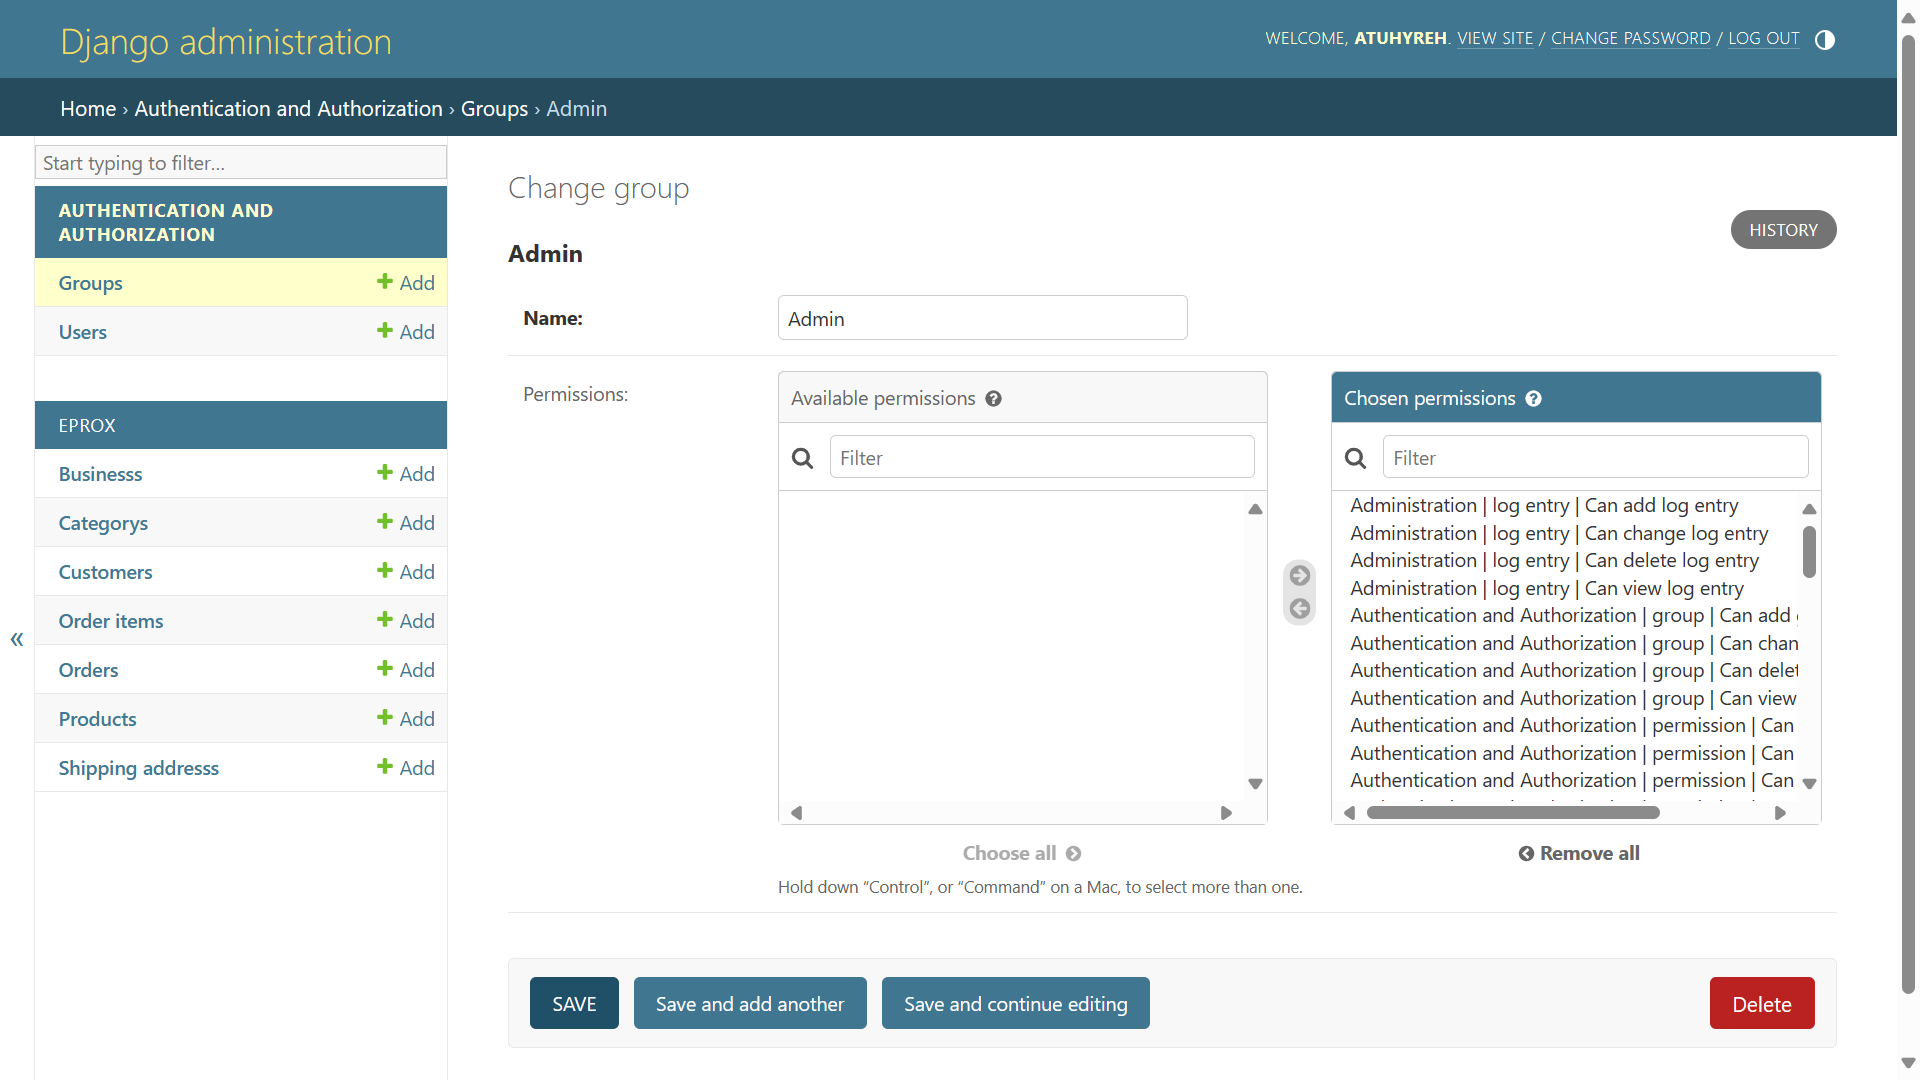 Django administration
WELCOME, ATUHYREH. VIEW SITE / CHANGE PASSWORD / LOG OUT
Home › Authentication and Authorization › Groups › Admin
Start typing to filter...
AUTHENTICATION AND
AUTHORIZATION
Groups Add
Users Add
EPROX
Businesss Add
Categorys Add
Customers Add
Order items Add
Orders Add
Products Add
Shipping addresss Add
«
Change group
HISTORY
Admin
Name: Admin
Permissions:
Available permissions ?
Filter
Choose all
Hold down “Control”, or “Command” on a Mac, to select more than one.
Chosen permissions ?
Filter
Administration | log entry | Can add log entry
Administration | log entry | Can change log entry
Administration | log entry | Can delete log entry
Administration | log entry | Can view log entry
Authentication and Authorization | group | Can add
Authentication and Authorization | group | Can chan
Authentication and Authorization | group | Can delet
Authentication and Authorization | group | Can view
Authentication and Authorization | permission | Can
Authentication and Authorization | permission | Can
Authentication and Authorization | permission | Can
Remove all
SAVE
Save and add another
Save and continue editing
Delete